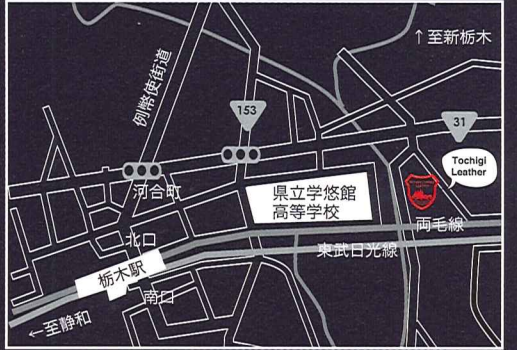 ↑至新栃木
例幣使街道
153
31
Tochigi
Leather
河合町
県立学悠館
高等学校
両毛線
北口
東武日光線
栃木駅
南口
←至静和